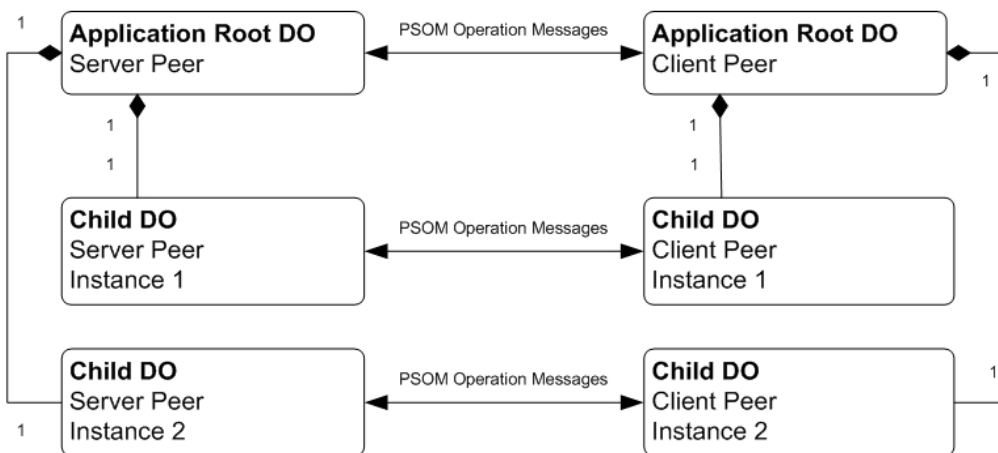 1
Application Root DO
Server Peer
PSOM Operation Messages
Application Root DO
Client Peer
1
1
1
1
1
Child DO
Server Peer
Instance 1
PSOM Operation Messages
Child DO
Client Peer
Instance 1
Child DO
Server Peer
Instance 2
1
PSOM Operation Messages
Child DO
Client Peer
Instance 2
1